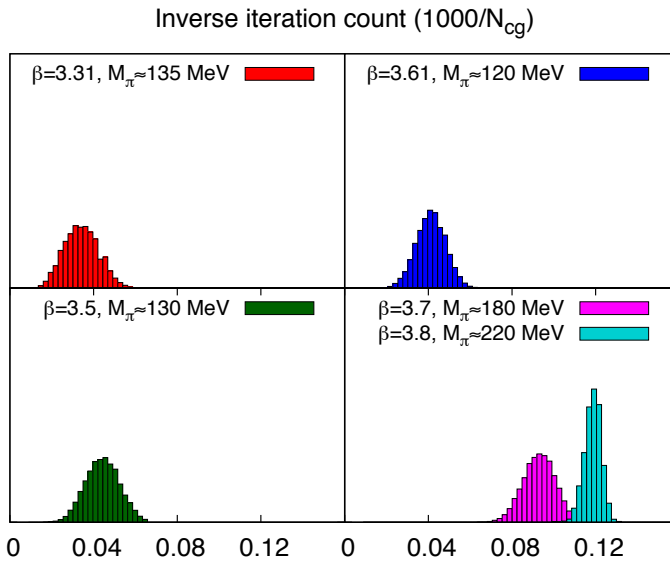 Inverse iteration count (1000/N_cg)
β=3.31, M_π≈135 MeV
β=3.61, M_π≈120 MeV
β=3.5, M_π≈130 MeV
β=3.7, M_π≈180 MeV
β=3.8, M_π≈220 MeV
0 0.04 0.08 0.12 0 0.04 0.08 0.12